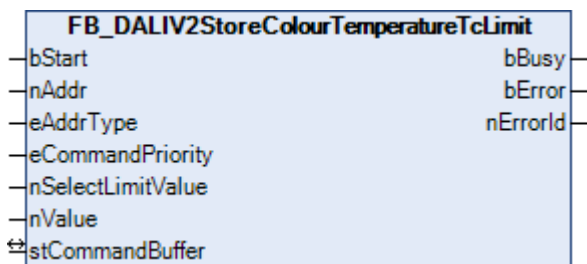 FB_DALIV2StoreColourTemperatureTcLimit
bStart bBusy
nAddr bError
eAddrType nErrorId
eCommandPriority
nSelectLimitValue
nValue
stCommandBuffer